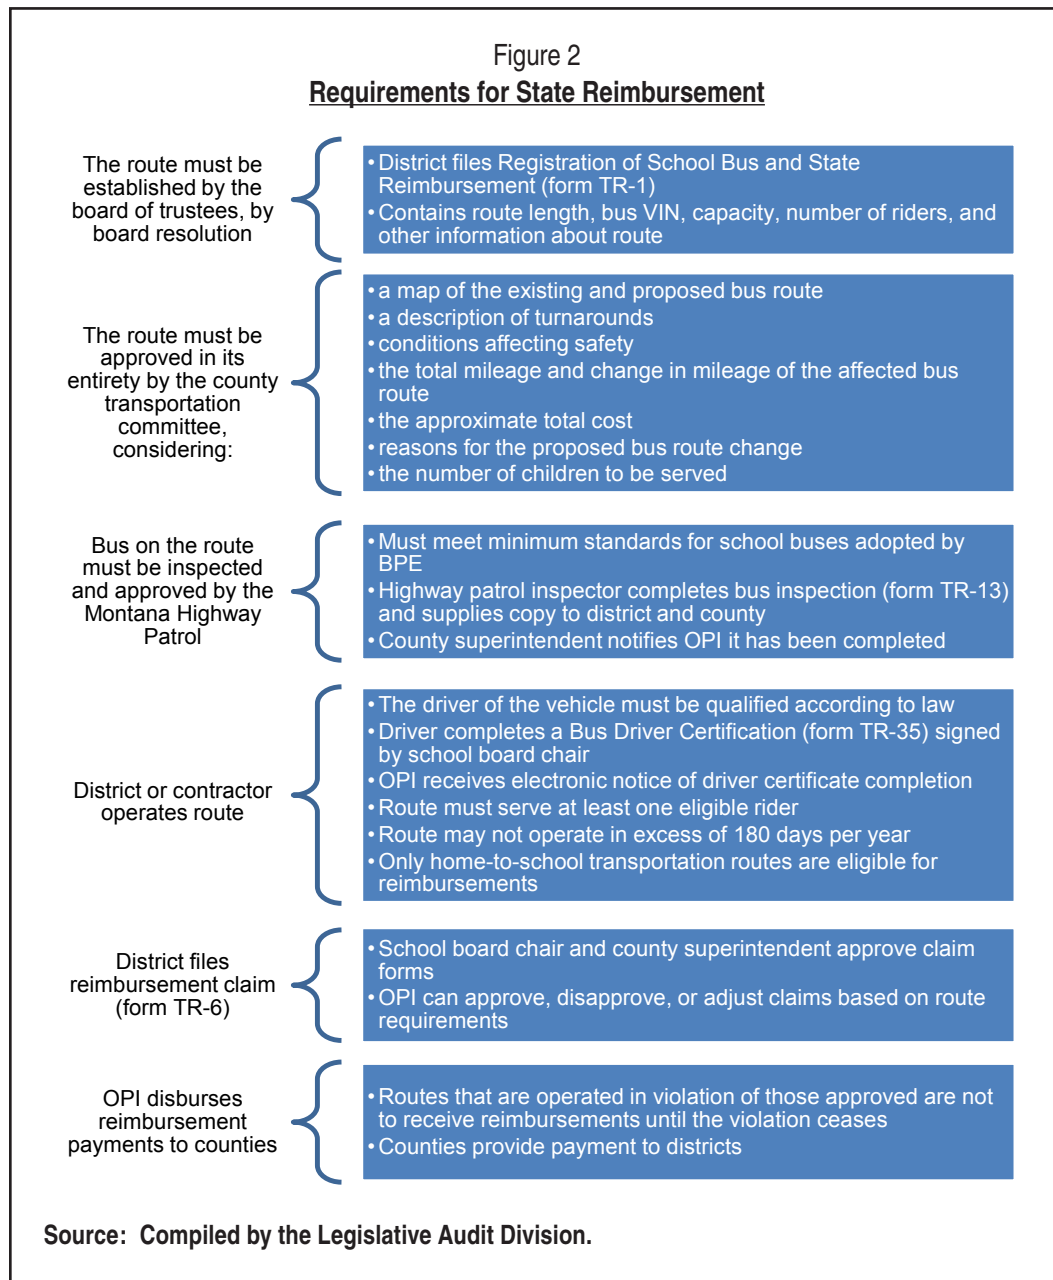 Figure 2
Requirements for State Reimbursement
The route must be
established by the
board of trustees, by
board resolution
• District files Registration of School Bus and State
Reimbursement (form TR-1)
• Contains route length, bus VIN, capacity, number of riders, and
other information about route
The route must be
approved in its
entirety by the county
transportation
committee,
considering:
• a map of the existing and proposed bus route
• a description of turnarounds
• conditions affecting safety
• the total mileage and change in mileage of the affected bus
route
• the approximate total cost
• reasons for the proposed bus route change
• the number of children to be served
Bus on the route
must be inspected
and approved by the
Montana Highway
Patrol
• Must meet minimum standards for school buses adopted by
BPE
• Highway patrol inspector completes bus inspection (form TR-13)
and supplies copy to district and county
• County superintendent notifies OPI it has been completed
District or contractor
operates route
• The driver of the vehicle must be qualified according to law
• Driver completes a Bus Driver Certification (form TR-35) signed
by school board chair
• OPI receives electronic notice of driver certificate completion
• Route must serve at least one eligible rider
• Route may not operate in excess of 180 days per year
• Only home-to-school transportation routes are eligible for
reimbursements
District files
reimbursement claim
(form TR-6)
• School board chair and county superintendent approve claim
forms
• OPI can approve, disapprove, or adjust claims based on route
requirements
OPI disburses
reimbursement
payments to counties
• Routes that are operated in violation of those approved are not
to receive reimbursements until the violation ceases
• Counties provide payment to districts
Source: Compiled by the Legislative Audit Division.